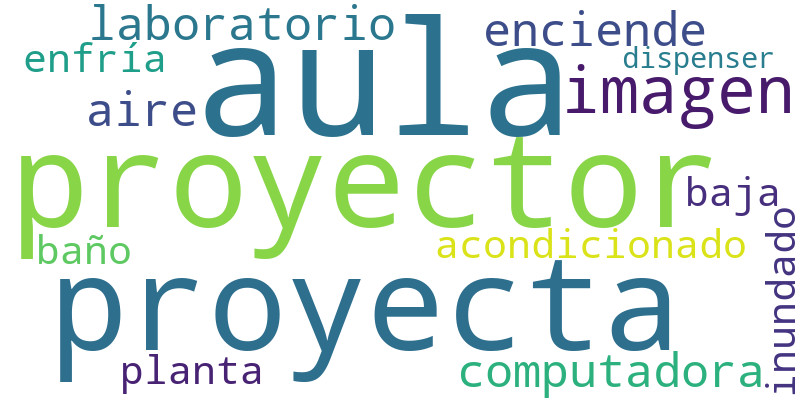 laboratorio
enciende
enfría
aula
dispenser
aire
imagen
proyector
baja
baño
acondicionado
inundado
proyecta
planta
computadora